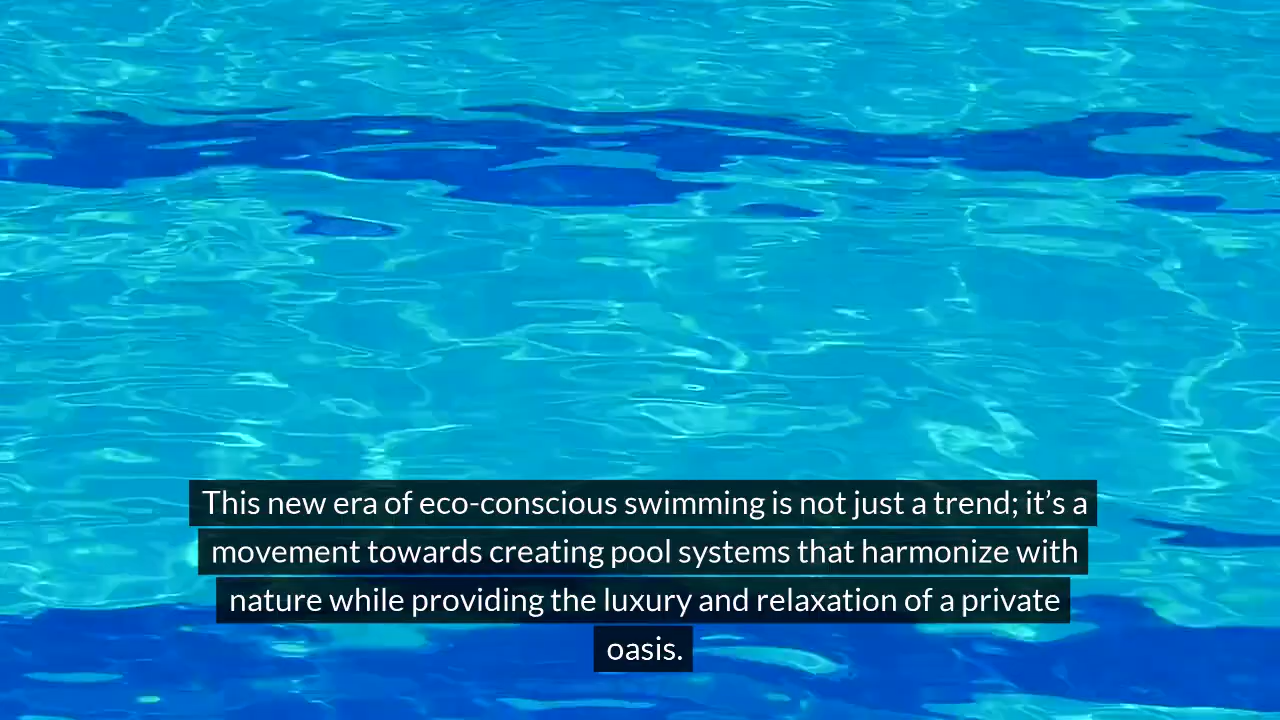 This new era of eco-conscious swimming is not just a trend; it’s a
movement towards creating pool systems that harmonize with
nature while providing the luxury and relaxation of a private
oasis.